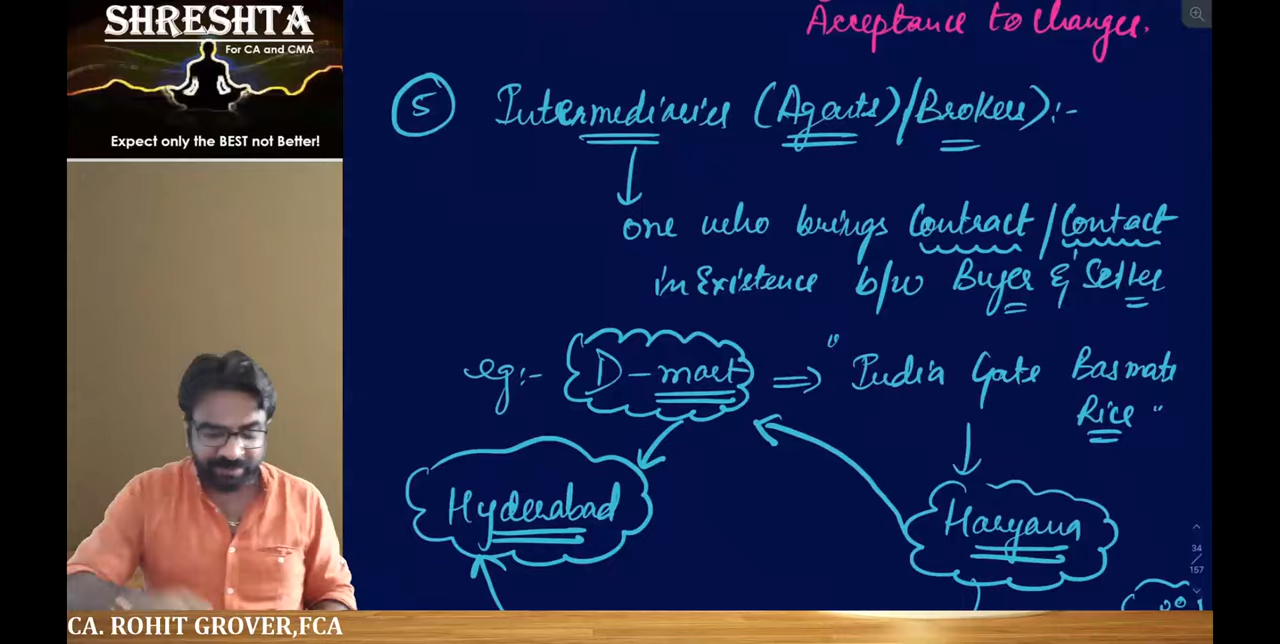 SHRESHTA
For CA and CMA
Expect only the BEST not Better!
Acceptance to changes.
5 Intermediaries (Agents)/Brokers):-
one who brings Contract/Contact
in Existence b/w Buyer & Seller
eg:- D-mart ⇒ "India Gate Basmati
Rice"
Hyderabad
Haryana
34
/
157
CA. ROHIT GROVER,FCA